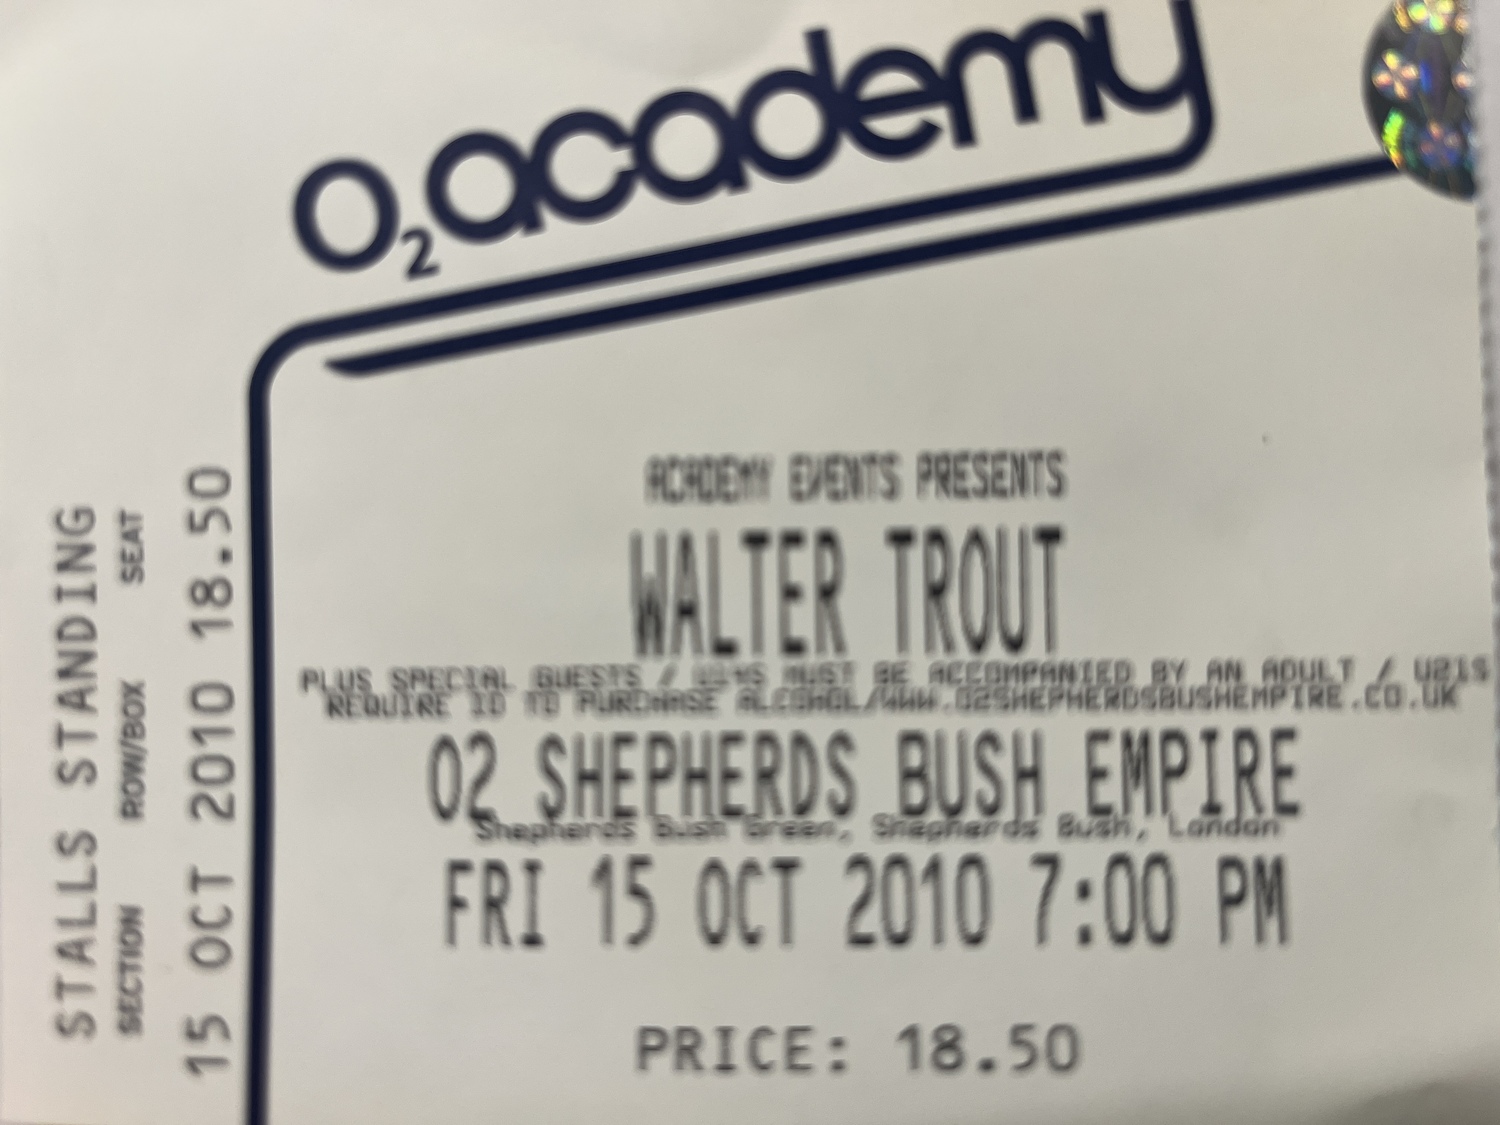 O2 academy
ACADEMY EVENTS PRESENTS
WALTER TROUT
PLUS SPECIAL GUESTS / MUST BE ACCOMPANIED BY AN ADULT / U21S
REQUIRE ID TO PURCHASE ALCOHOL/WWW.O2SHEPHERDSBUSHEMPIRE.CO.UK
O2 SHEPHERDS BUSH EMPIRE
Shepherds Bush Green, Shepherds Bush, London
FRI 15 OCT 2010 7:00 PM
PRICE: 18.50
STALLS STANDING
SECTION ROW/BOX SEAT
15 OCT 2010 18.50